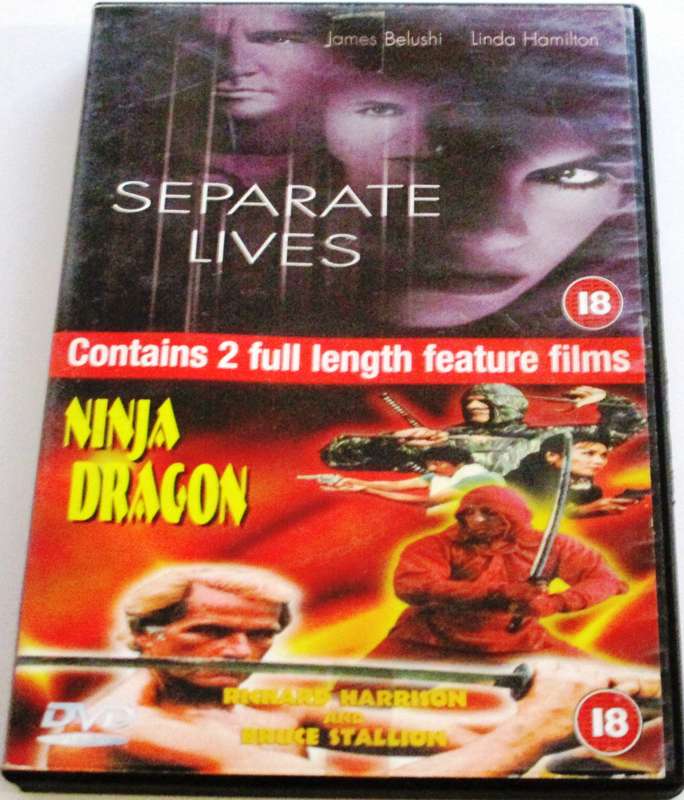 James Belushi Linda Hamilton
SEPARATE
LIVES
18
Contains 2 full length feature films
NINJA
DRAGON
RICHARD HARRISON
AND
BRUCE STALLION
DVD
18